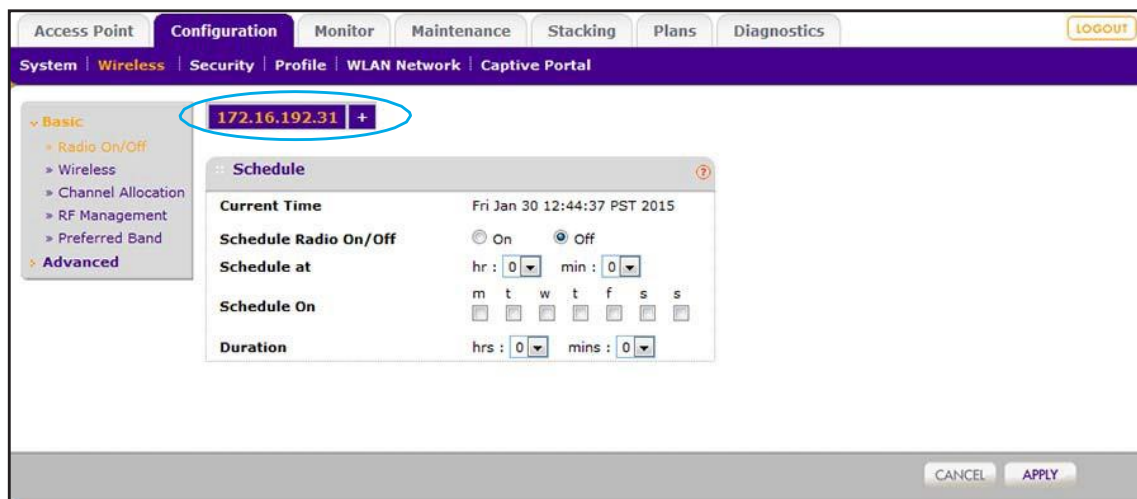 Access Point Configuration Monitor Maintenance Stacking Plans Diagnostics LOGOUT
System Wireless Security Profile WLAN Network Captive Portal
Basic
» Radio On/Off
» Wireless
» Channel Allocation
» RF Management
» Preferred Band
Advanced
172.16.192.31 +
Schedule ?
Current Time Fri Jan 30 12:44:37 PST 2015
Schedule Radio On/Off On Off
Schedule at hr : 0 min : 0
m t w t f s s
Schedule On
Duration hrs : 0 mins : 0
CANCEL APPLY